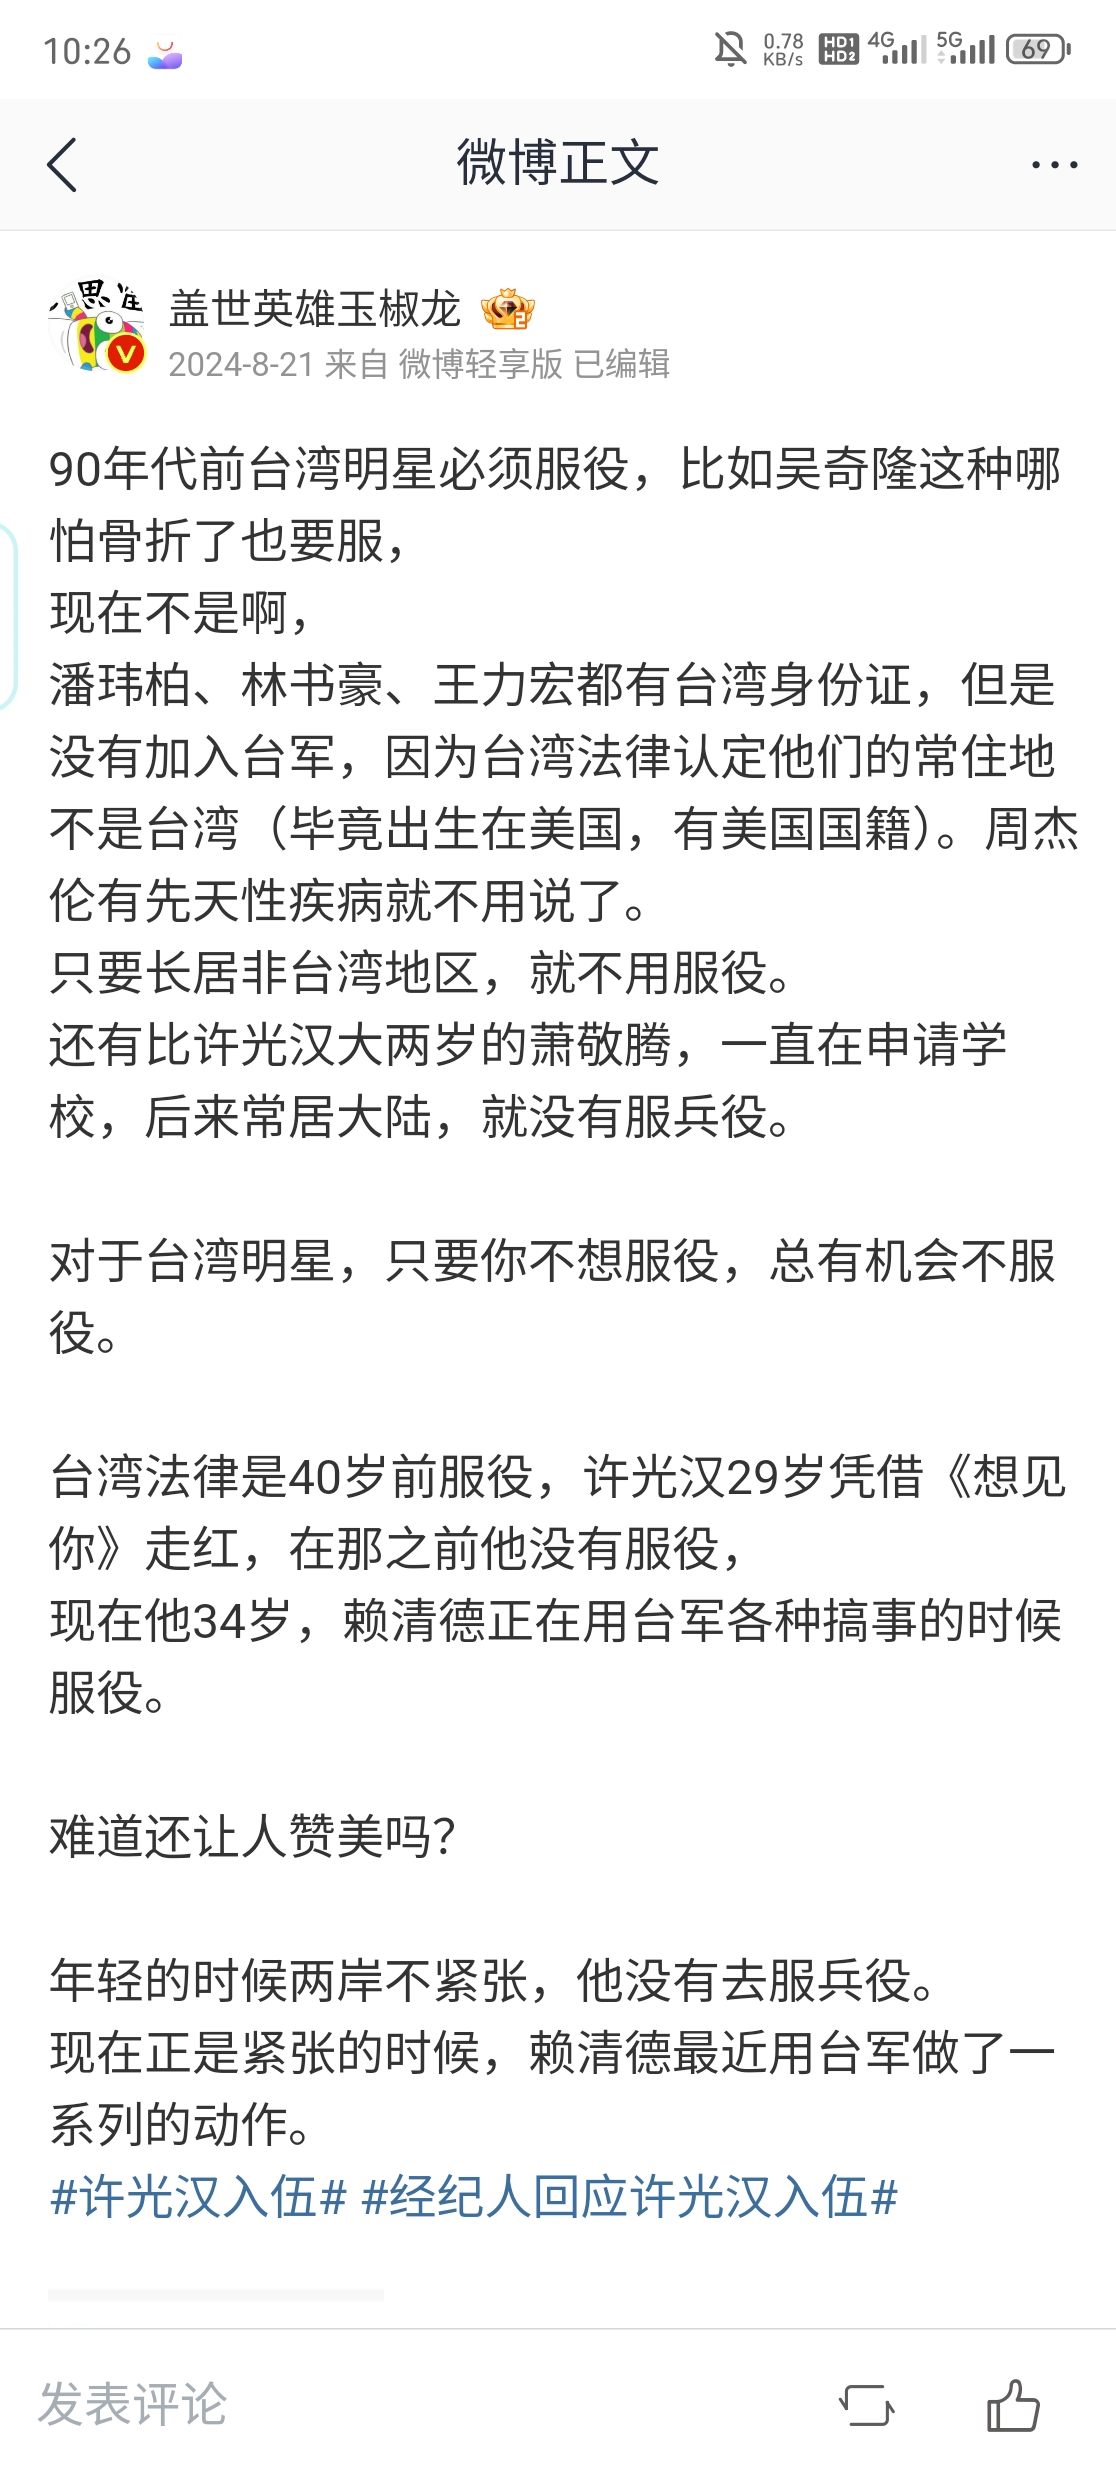 10:26
0.78 KB/s HD1 HD2 4G 5G 69
微博正文
思
盖世英雄玉椒龙 2
V
2024-8-21 来自 微博轻享版 已编辑
90年代前台湾明星必须服役，比如吴奇隆这种哪
怕骨折了也要服，
现在不是啊，
潘玮柏、林书豪、王力宏都有台湾身份证，但是
没有加入台军，因为台湾法律认定他们的常住地
不是台湾（毕竟出生在美国，有美国国籍）。周杰
伦有先天性疾病就不用说了。
只要长居非台湾地区，就不用服役。
还有比许光汉大两岁的萧敬腾，一直在申请学
校，后来常居大陆，就没有服兵役。
对于台湾明星，只要你不想服役，总有机会不服
役。
台湾法律是40岁前服役，许光汉29岁凭借《想见
你》走红，在那之前他没有服役，
现在他34岁，赖清德正在用台军各种搞事的时候
服役。
难道还让人赞美吗？
年轻的时候两岸不紧张，他没有去服兵役。
现在正是紧张的时候，赖清德最近用台军做了一
系列的动作。
#许光汉入伍# #经纪人回应许光汉入伍#
发表评论